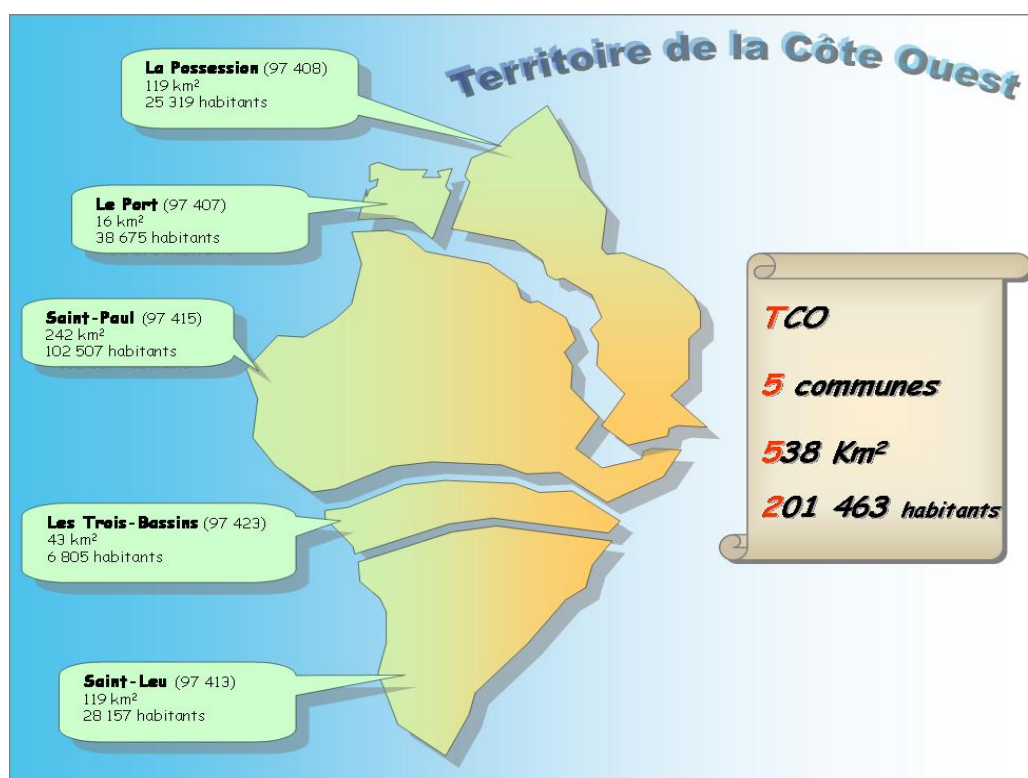 Territoire de la Côte Ouest
La Possession (97 408)
119 km²
25 319 habitants
Le Port (97 407)
16 km²
38 675 habitants
Saint-Paul (97 415)
242 km²
102 507 habitants
Les Trois-Bassins (97 423)
43 km²
6 805 habitants
Saint-Leu (97 413)
119 km²
28 157 habitants
TCO
5 communes
538 Km²
201 463 habitants